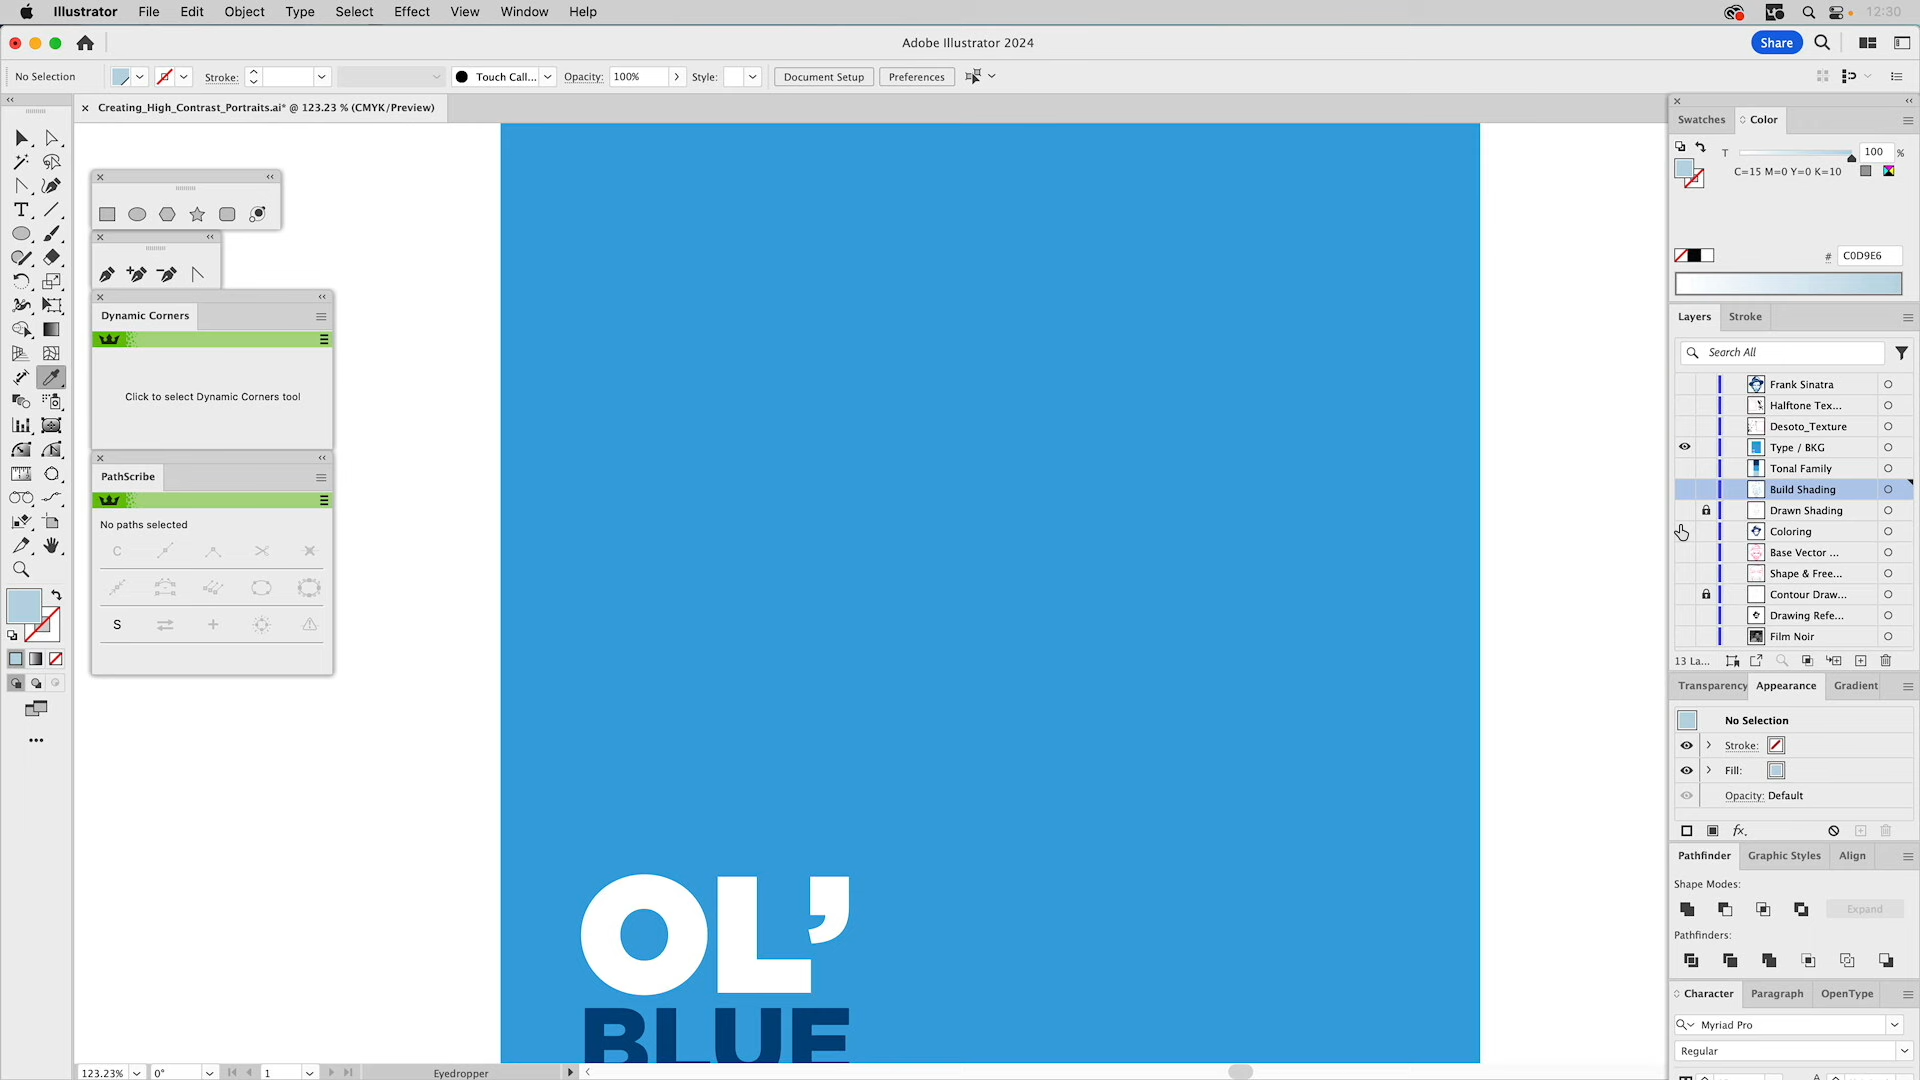 Illustrator File Edit Object Type Select Effect View Window Help 12:30
Adobe Illustrator 2024
Share
No Selection
Stroke:
Touch Call...
Opacity: 100%
Style:
Document Setup
Preferences
Creating_High_Contrast_Portraits.ai* @ 123.23 % (CMYK/Preview)
Swatches
Color
T 100 %
C=15 M=0 Y=0 K=10
# C0D9E6
Dynamic Corners
Click to select Dynamic Corners tool
PathScribe
No paths selected
Layers
Stroke
Search All
Frank Sinatra
Halftone Tex...
Desoto_Texture
Type / BKG
Tonal Family
Build Shading
Drawn Shading
Coloring
Base Vector ...
Shape & Free...
Contour Draw...
Drawing Refe...
Film Noir
13 La...
Transparency
Appearance
Gradient
No Selection
Stroke:
Fill:
Opacity: Default
Pathfinder
Graphic Styles
Align
Shape Modes:
Expand
Pathfinders:
Character
Paragraph
OpenType
Myriad Pro
Regular
OL’
BLUE
123.23%
0°
1
Eyedropper